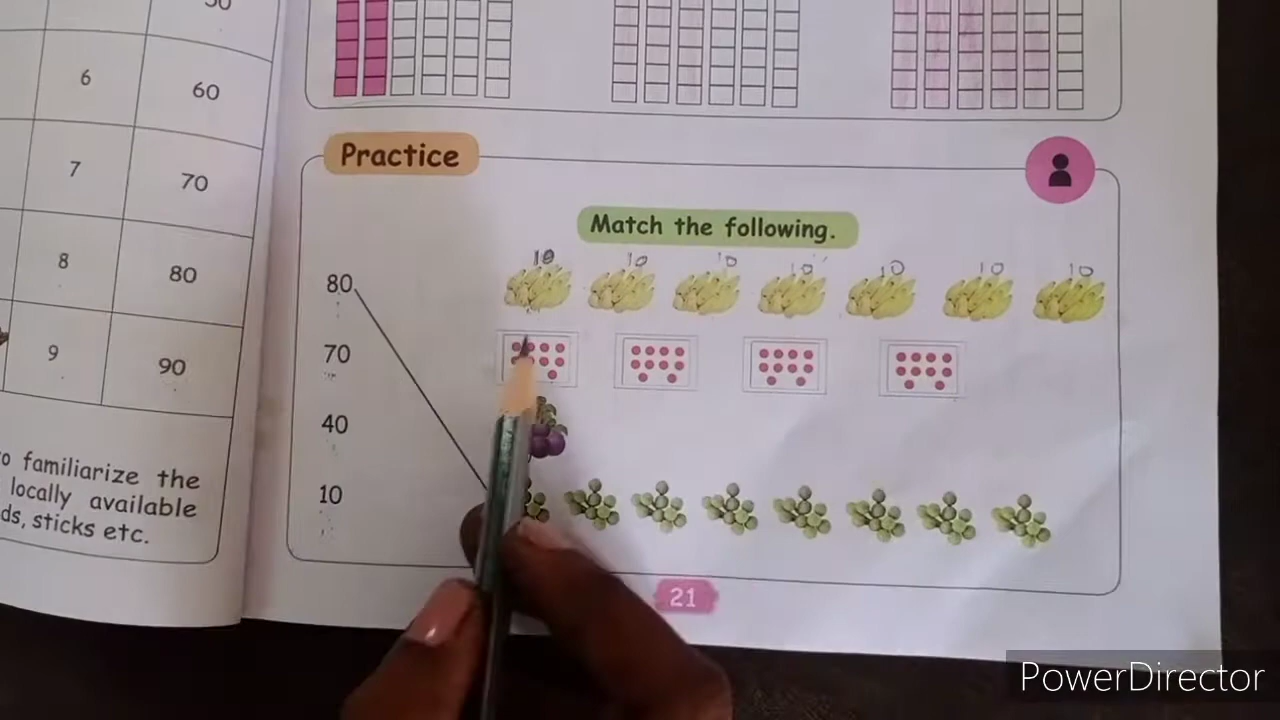 50
6 60
7 70
8 80
9 90
o familiarize the
locally available
ds, sticks etc.
Practice
Match the following.
10 10 10 10 10 10 10
80
70
40
10
21
PowerDirector